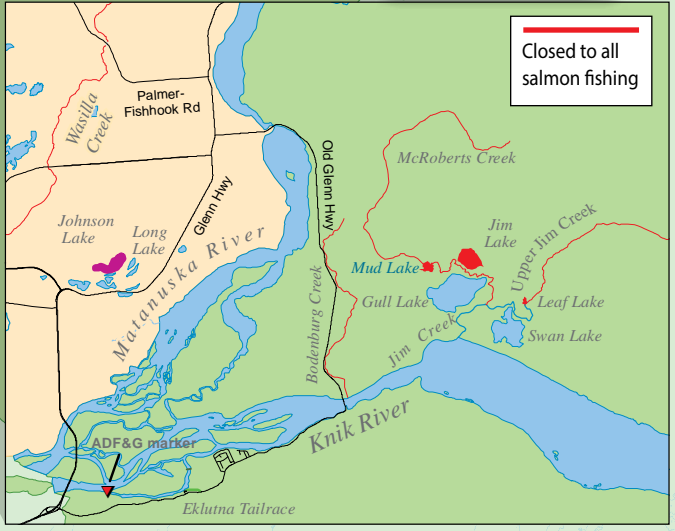 Closed to all
salmon fishing
Palmer-
Fishhook Rd
Wasilla
Creek
Old Glenn Hwy
McRoberts Creek
Glenn Hwy
Johnson
Lake
Long
Lake
Matanuska River
Jim
Lake
Upper Jim Creek
Mud Lake
Gull Lake
Leaf Lake
Bodenburg Creek
Jim Creek
Swan Lake
Knik River
ADF&G marker
Eklutna Tailrace